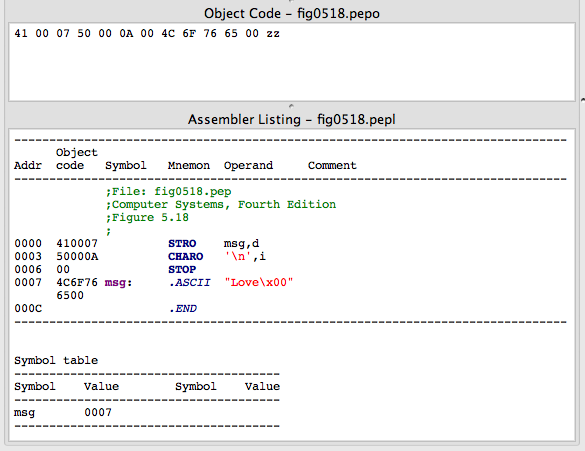 Object Code – fig0518.pepo
41 00 07 50 00 0A 00 4C 6F 76 65 00 zz
Assembler Listing – fig0518.pepl
-------------------------------------------------------------------------------
Object
Addr code Symbol Mnemon Operand Comment
-------------------------------------------------------------------------------
;File: fig0518.pep
;Computer Systems, Fourth Edition
;Figure 5.18
;
0000 410007 STRO msg,d
0003 50000A CHARO '\n',i
0006 00 STOP
0007 4C6F76 msg: .ASCII "Love\x00"
6500
000C .END
-------------------------------------------------------------------------------
Symbol table
--------------------------------------
Symbol Value Symbol Value
--------------------------------------
msg 0007
--------------------------------------